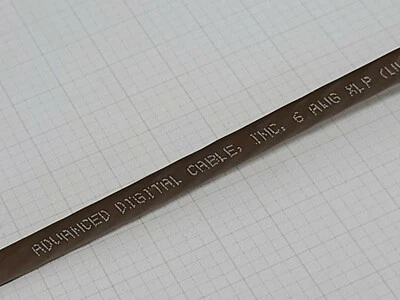 ADVANCED DIGITAL CABLE, INC. 6 AWG XLP